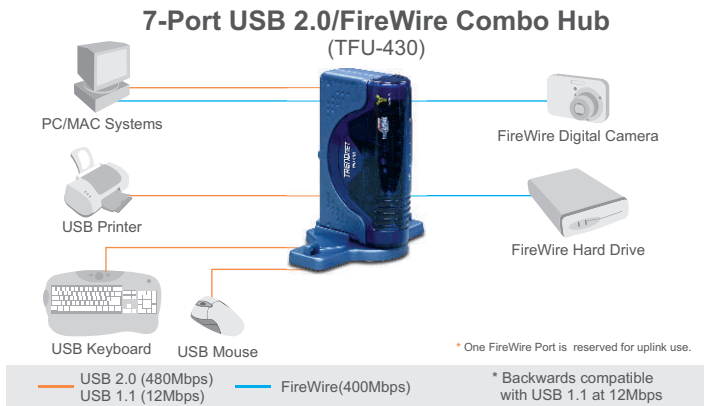 7-Port USB 2.0/FireWire Combo Hub
(TFU-430)
PC/MAC Systems
FireWire Digital Camera
TRENDNET
USB Printer
FireWire Hard Drive
USB Keyboard
USB Mouse
* One FireWire Port is reserved for uplink use.
USB 2.0 (480Mbps)
USB 1.1 (12Mbps)
FireWire(400Mbps)
* Backwards compatible
with USB 1.1 at 12Mbps